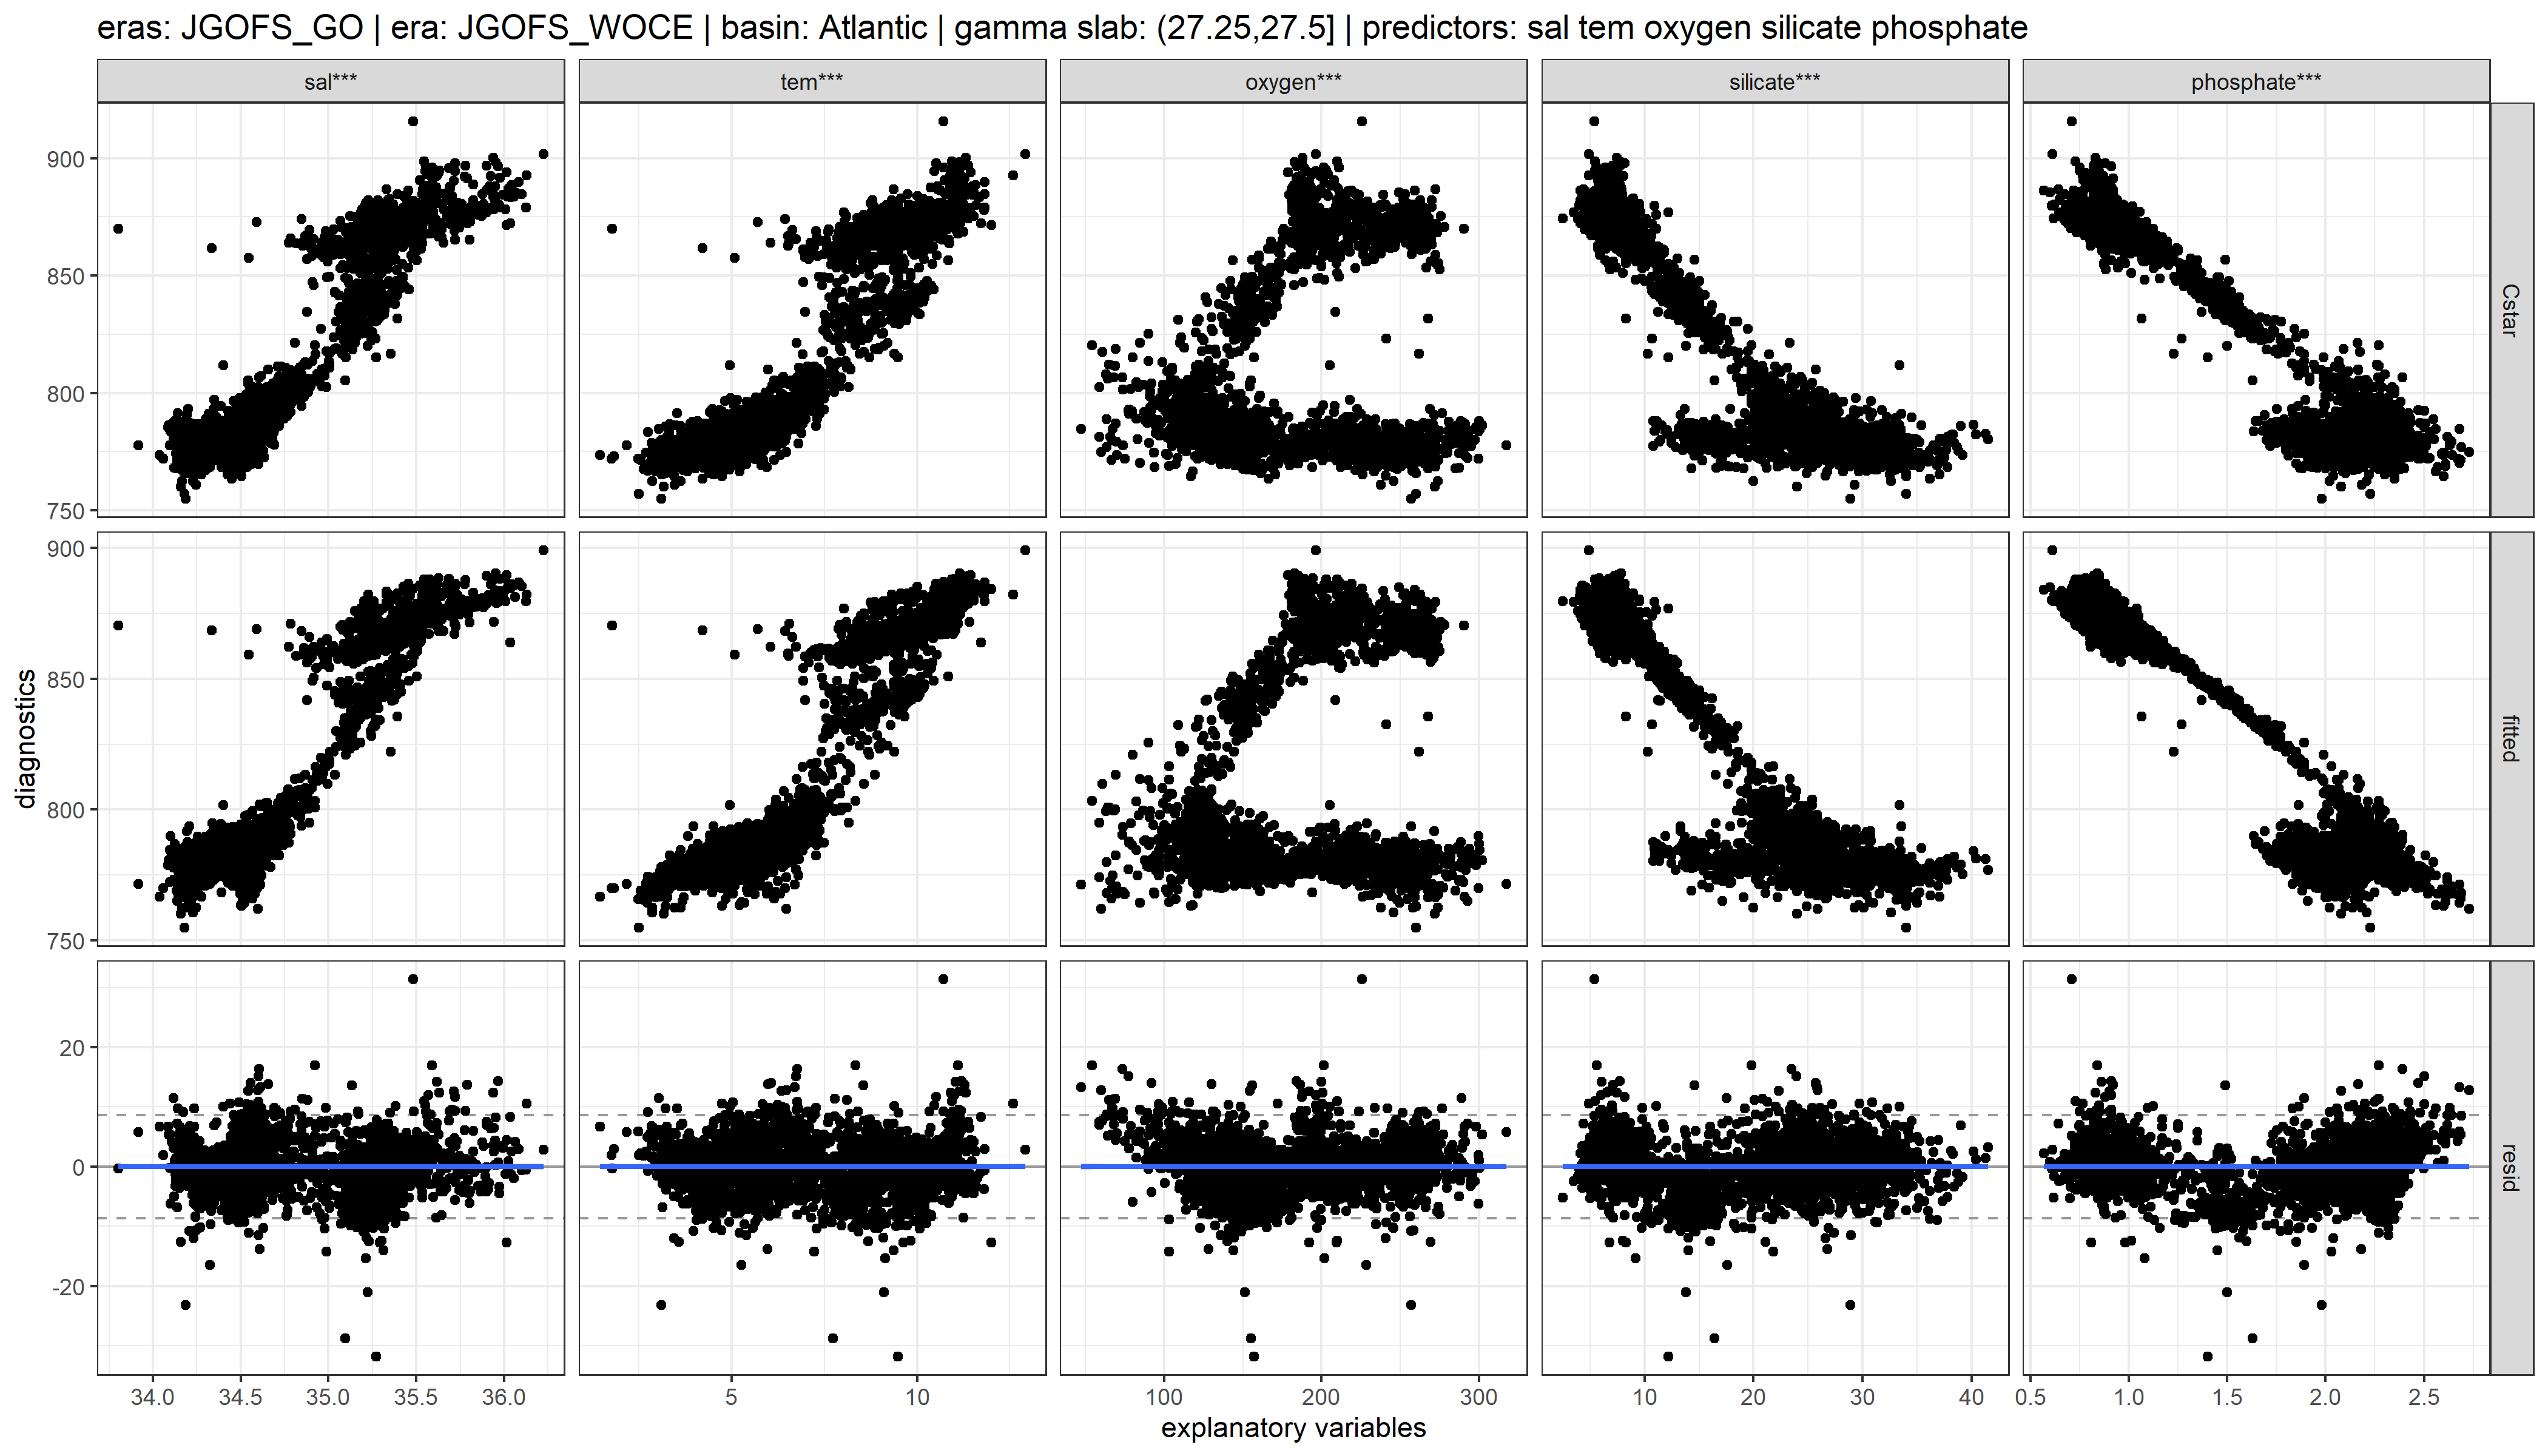 eras: JGOFS_GO | era: JGOFS_WOCE | basin: Atlantic | gamma slab: (27.25,27.5] | predictors: sal tem oxygen silicate phosphate
sal*** tem*** oxygen*** silicate*** phosphate***
900
850
800
750
Cstar
900
850
800
750
fitted
diagnostics
20
0
-20
resid
34.0 34.5 35.0 35.5 36.0 5 10 100 200 300 10 20 30 40 0.5 1.0 1.5 2.0 2.5
explanatory variables